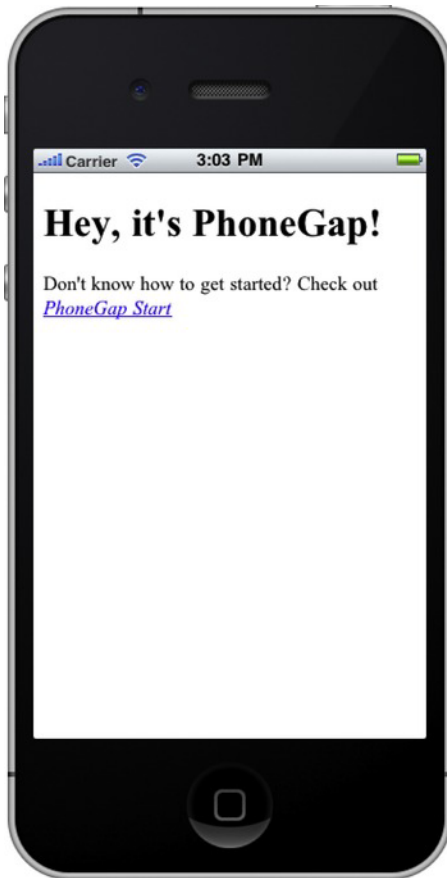 Carrier 3:03 PM
Hey, it's PhoneGap!
Don't know how to get started? Check out
PhoneGap Start